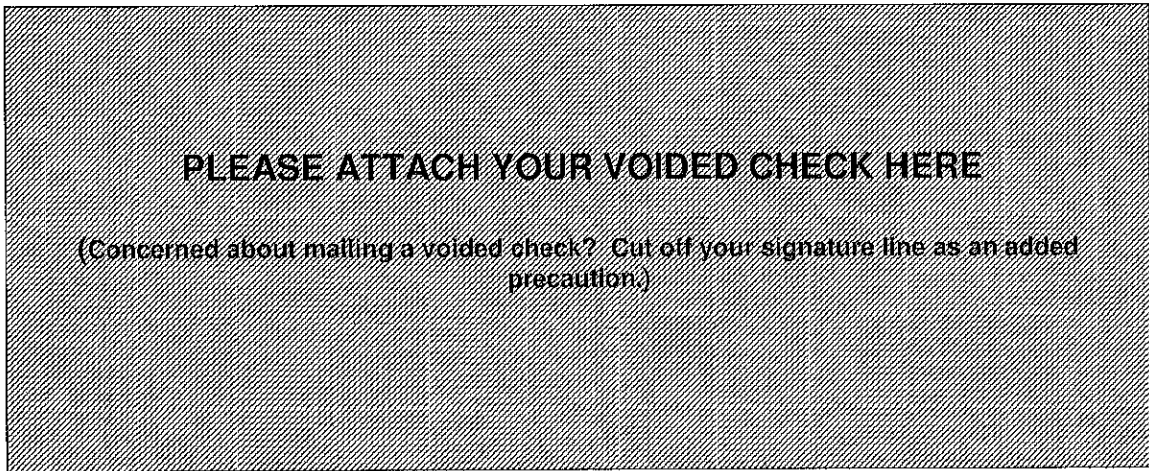 PLEASE ATTACH YOUR VOIDED CHECK HERE
(Concerned about mailing a voided check? Cut off your signature line as an added
precaution.)